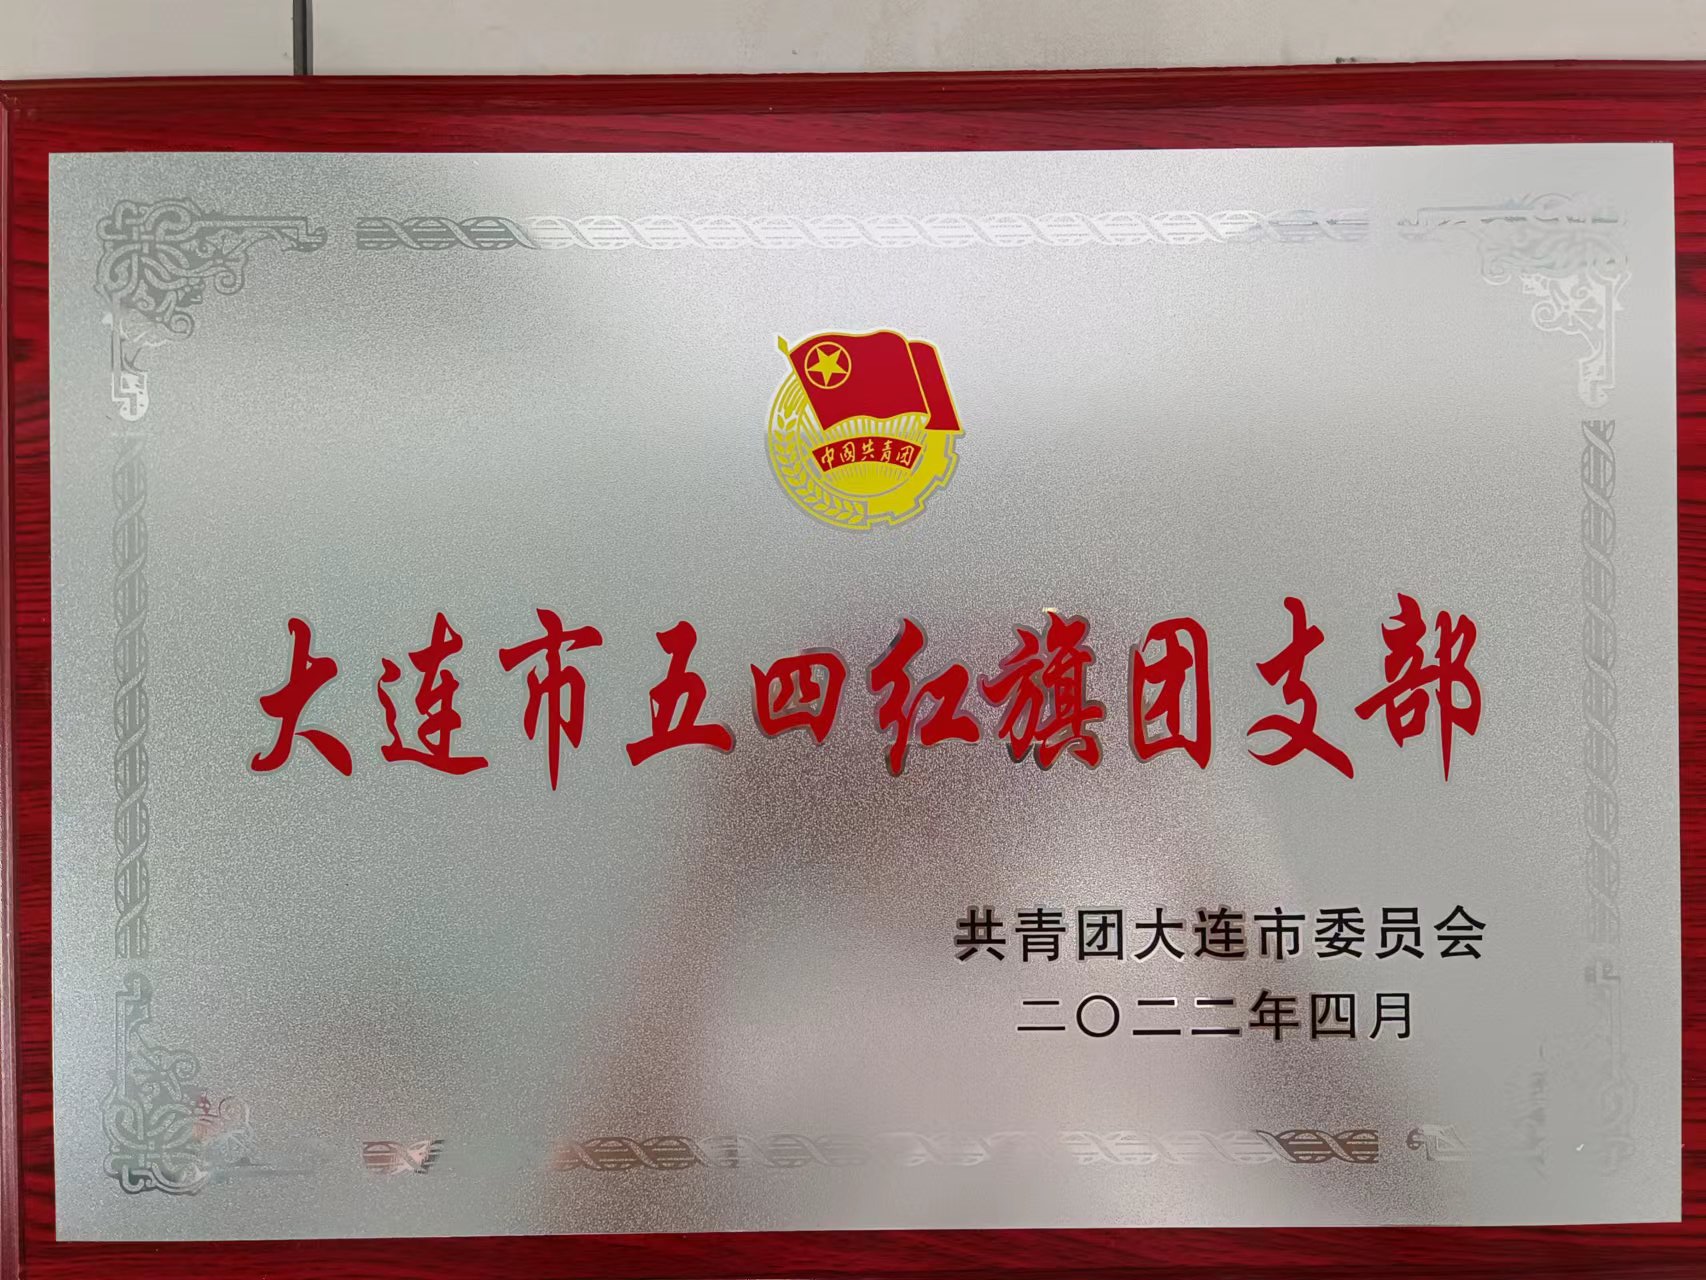 中国共青团
大连市五四红旗团支部
共青团大连市委员会
二〇二二年四月